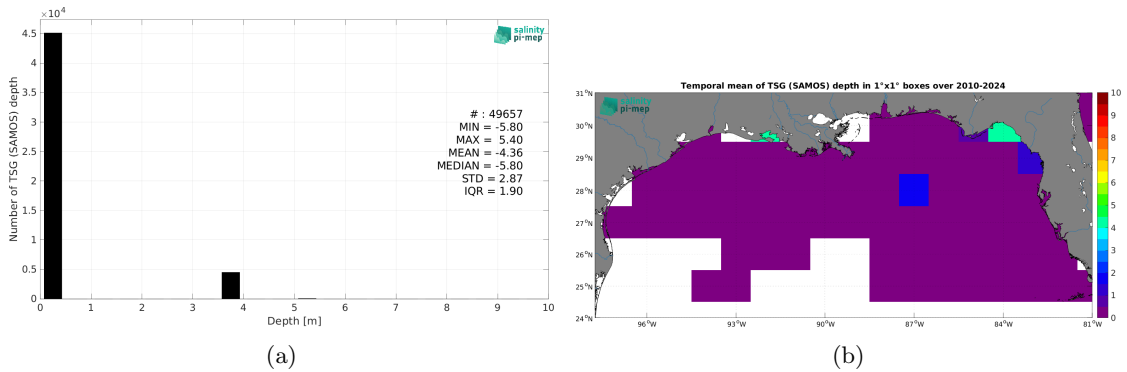 ×10⁴
4.5
4
3.5
3
2.5
2
1.5
1
0.5
0
Number of TSG (SAMOS) depth
salinity
pi-mep
# : 49657
MIN = -5.80
MAX = 5.40
MEAN = -4.36
MEDIAN = -5.80
STD = 2.87
IQR = 1.90
0 1 2 3 4 5 6 7 8 9 10
Depth [m]
(a)
Temporal mean of TSG (SAMOS) depth in 1°x1° boxes over 2010-2024
salinity
pi-mep
31°N
30°N
29°N
28°N
27°N
26°N
25°N
24°N
96°W 93°W 90°W 87°W 84°W 81°W
10
9
8
7
6
5
4
3
2
1
0
(b)